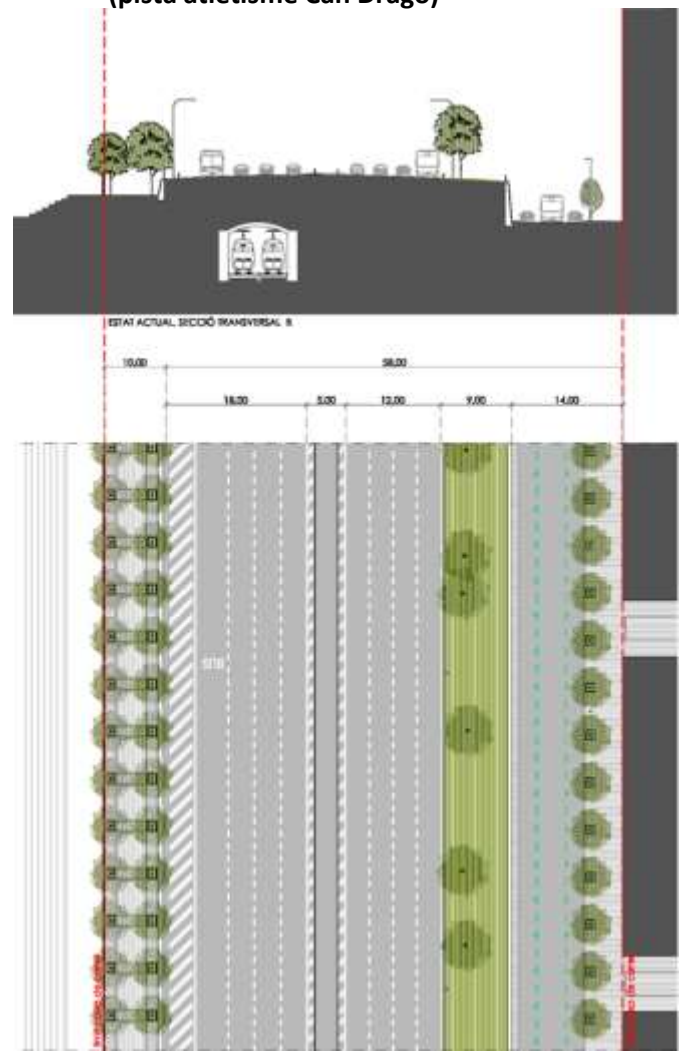 (pista atletisme Can Dragó)
ESTAT ACTUAL. SECCIÓ TRANSVERSAL B
10,00
58,00
18,00
5,00
12,00
9,00
14,00
BUS